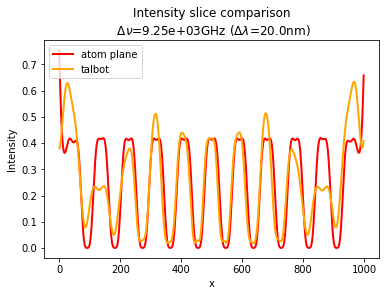 Intensity slice comparison
Δν=9.25e+03GHz (Δλ=20.0nm)
atom plane
talbot
Intensity
0.7
0.6
0.5
0.4
0.3
0.2
0.1
0.0
0
200
400
600
800
1000
x